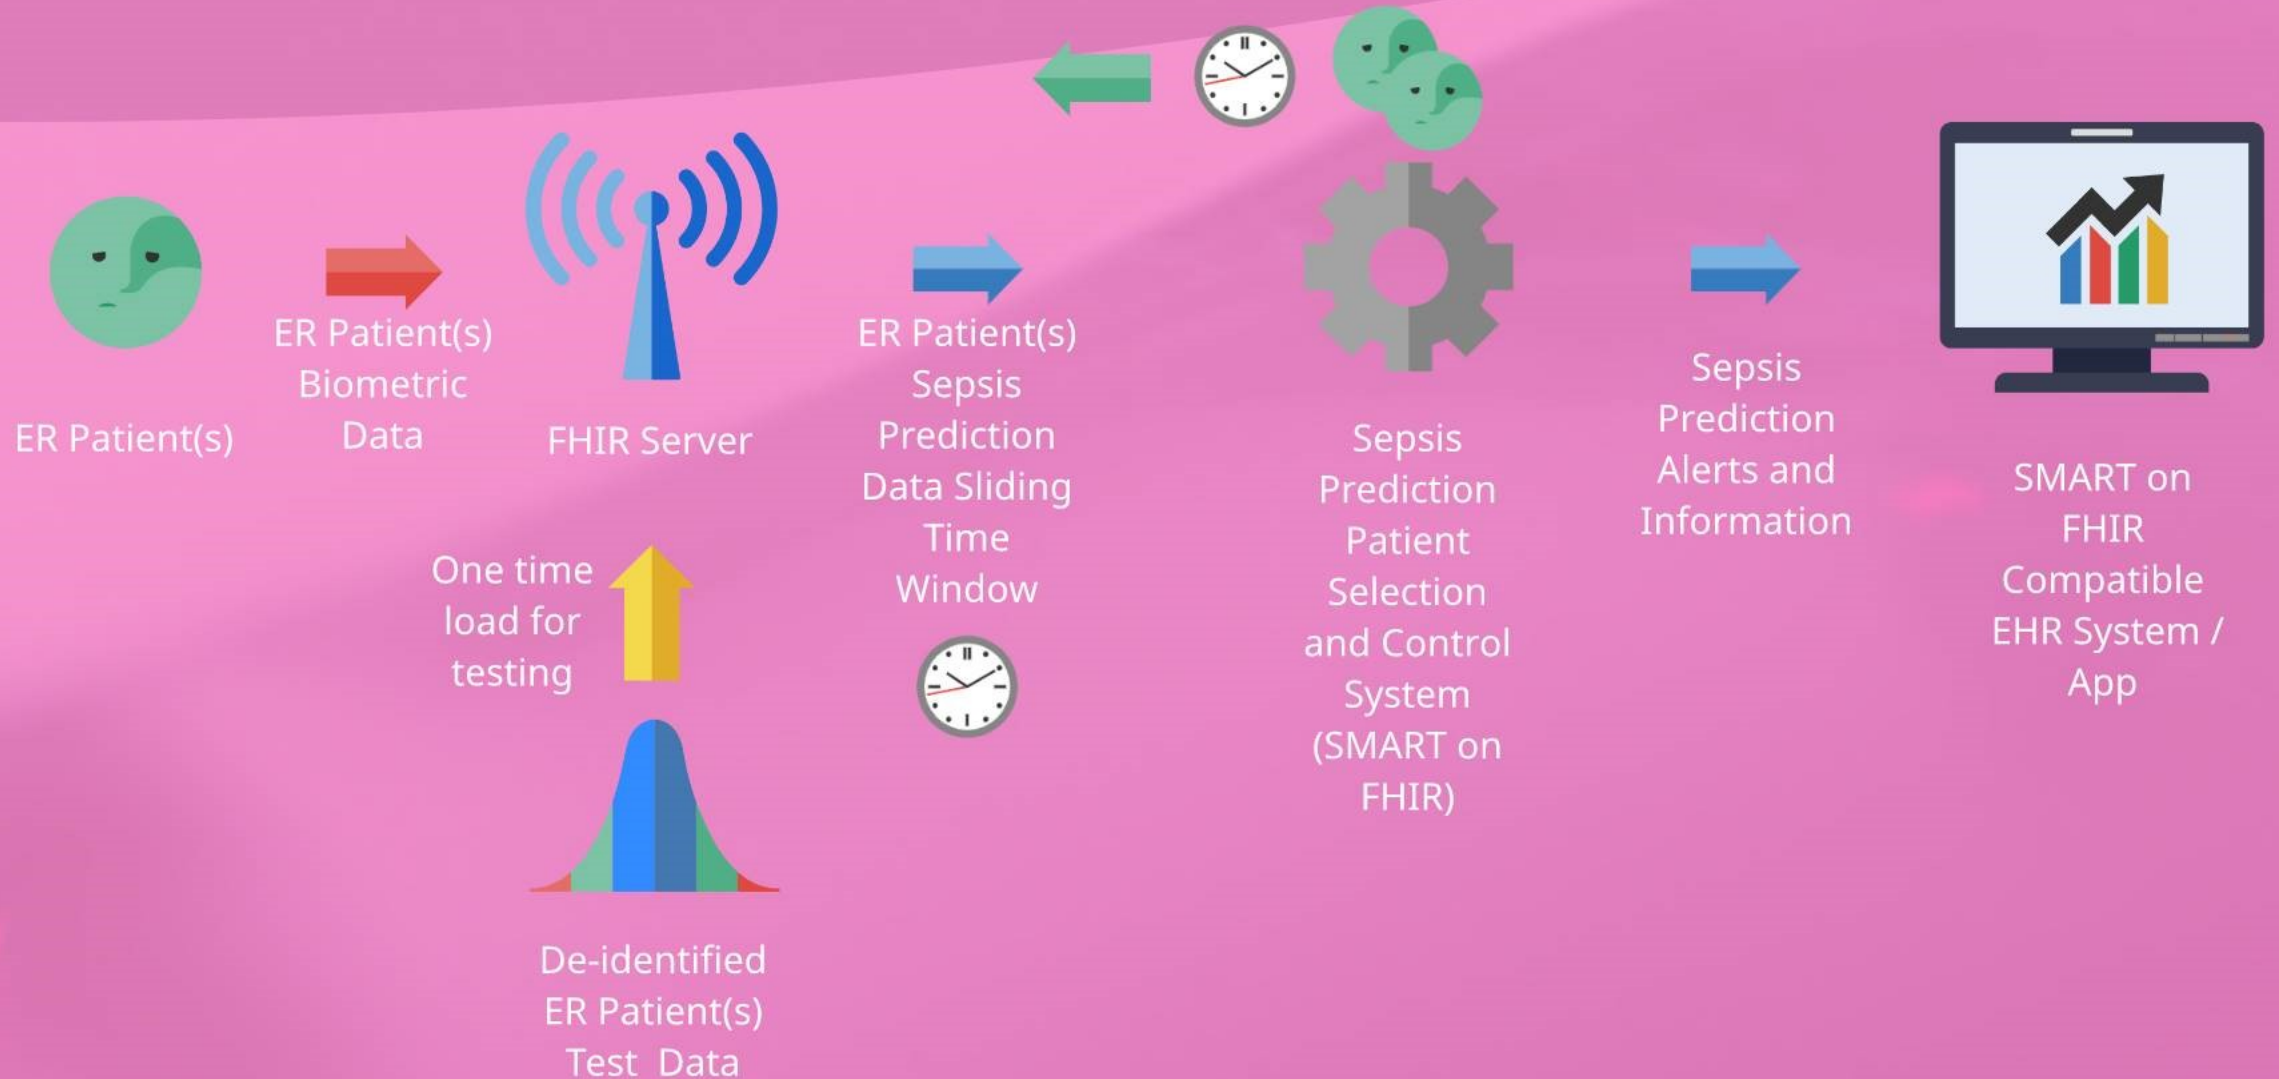 ER Patient(s)
ER Patient(s)
Biometric
Data
FHIR Server
One time
load for
testing
De-identified
ER Patient(s)
Test Data
ER Patient(s)
Sepsis
Prediction
Data Sliding
Time
Window
Sepsis
Prediction
Patient
Selection
and Control
System
(SMART on
FHIR)
Sepsis
Prediction
Alerts and
Information
SMART on
FHIR
Compatible
EHR System /
App